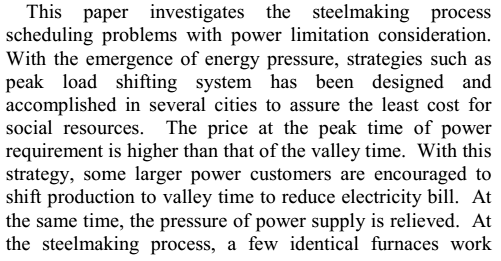 This paper investigates the steelmaking process
scheduling problems with power limitation consideration.
With the emergence of energy pressure, strategies such as
peak load shifting system has been designed and
accomplished in several cities to assure the least cost for
social resources. The price at the peak time of power
requirement is higher than that of the valley time. With this
strategy, some larger power customers are encouraged to
shift production to valley time to reduce electricity bill. At
the same time, the pressure of power supply is relieved. At
the steelmaking process, a few identical furnaces work